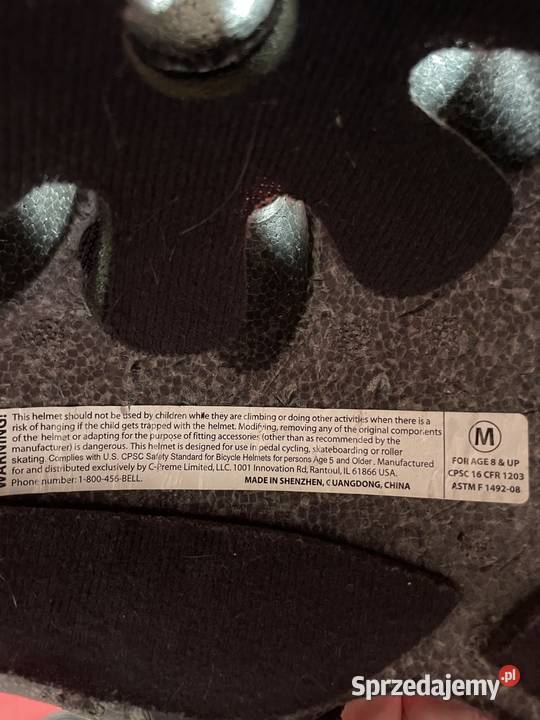 WARNING!
This helmet should not be used by children while they are climbing or doing other activities when there is a
risk of hanging if the child gets trapped with the helmet. Modifying, removing any of the original components
of the helmet or adapting for the purpose of fitting accessories (other than as recommended by the
manufacturer) is dangerous. This helmet is designed for use in pedal cycling, skateboarding or roller
skating. Complies with U.S. CPSC Safety Standard for Bicycle Helmets for persons Age 5 and Older. Manufactured
for and distributed exclusively by C-Preme Limited, LLC. 1001 Innovation Rd, Rantoul, IL 61866 USA.
Phone number: 1-800-456-BELL. MADE IN SHENZHEN, GUANGDONG, CHINA
M
FOR AGE 8 & UP
CPSC 16 CFR 1203
ASTM F 1492-08
Sprzedajemy.pl